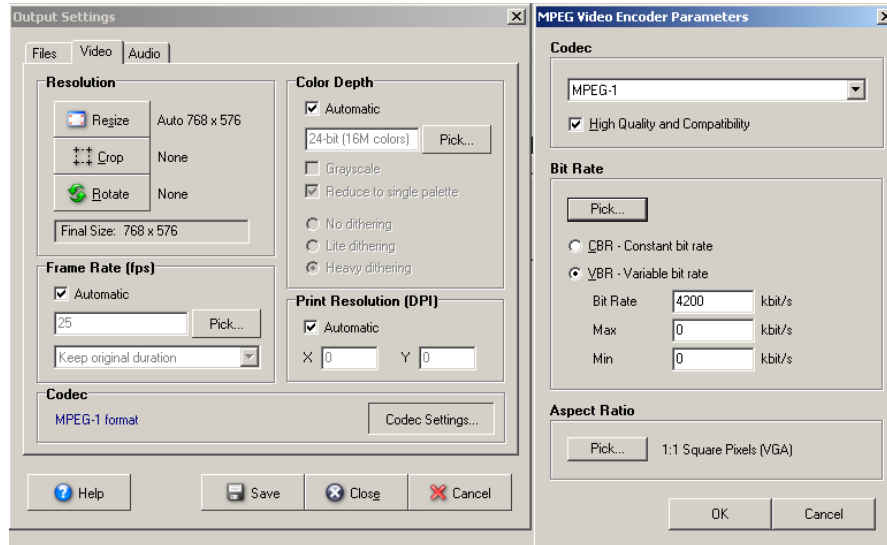 Output Settings
Files Video Audio
Resolution
Resize Auto 768 x 576
Crop None
Rotate None
Final Size: 768 x 576
Frame Rate (fps)
Automatic
25 Pick...
Keep original duration
Color Depth
Automatic
24-bit (16M colors) Pick...
Grayscale
Reduce to single palette
No dithering
Lite dithering
Heavy dithering
Print Resolution (DPI)
Automatic
X 0 Y 0
Codec
MPEG-1 format Codec Settings...
Help Save Close Cancel
MPEG Video Encoder Parameters
Codec
MPEG-1
High Quality and Compatibility
Bit Rate
Pick...
CBR - Constant bit rate
VBR - Variable bit rate
Bit Rate 4200 kbit/s
Max 0 kbit/s
Min 0 kbit/s
Aspect Ratio
Pick... 1:1 Square Pixels (VGA)
OK Cancel